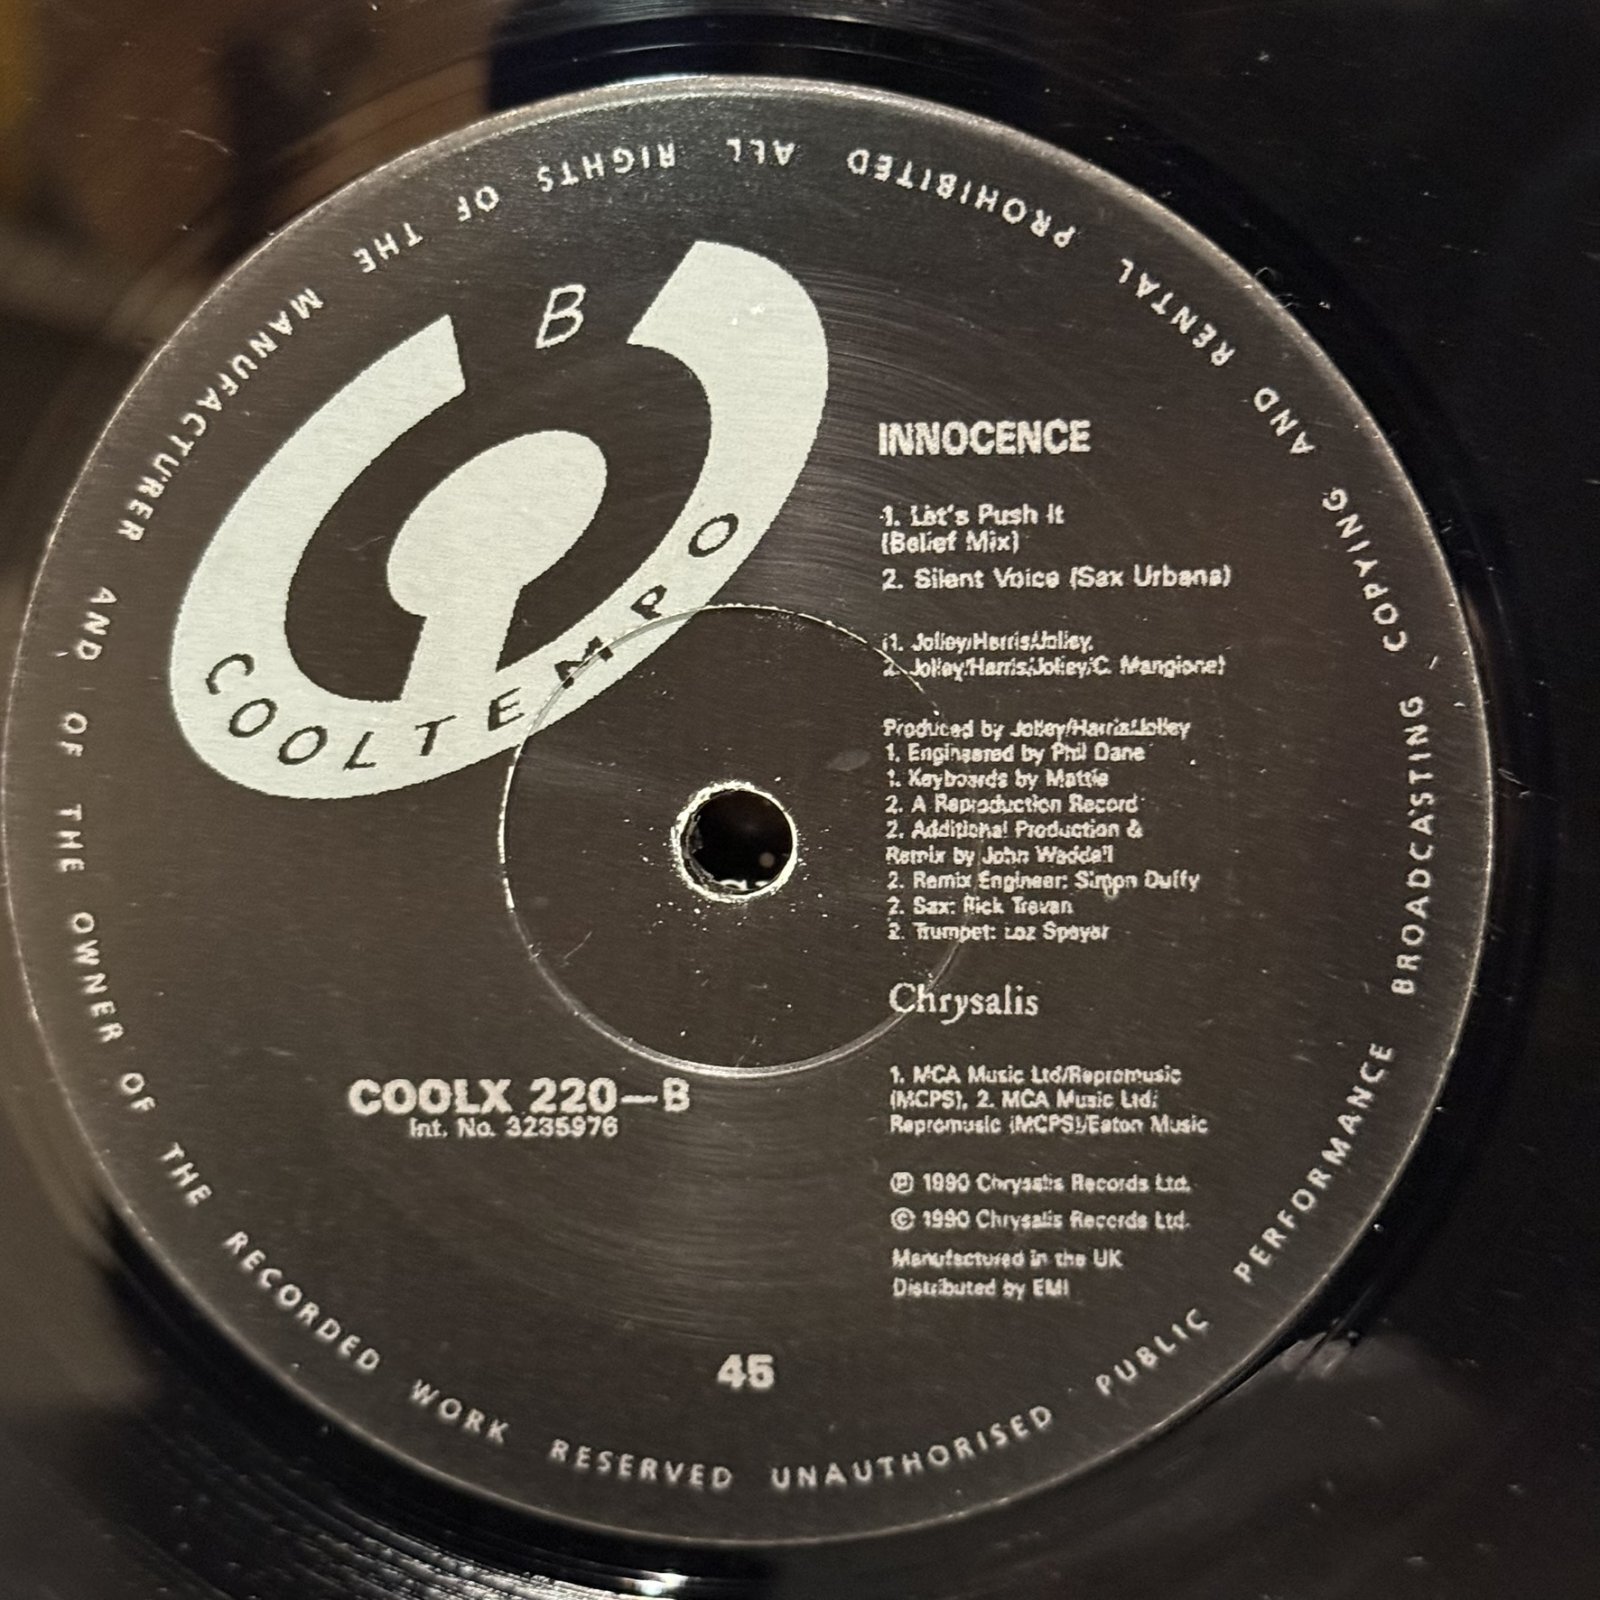 B
COOLTEMPO
INNOCENCE
1. Let's Push It
(Belief Mix)
2. Silent Voice (Sax Urbana)
(1. Jolley/Harris/Jolley,
2. Jolley/Harris/Jolley/C. Mangione)
Produced by Jolley/Harris/Jolley
1. Engineered by Phil Dane
1. Keyboards by Mattie
2. A Reproduction Record
2. Additional Production &
Remix by John Waddell
2. Remix Engineer: Simon Duffy
2. Sax: Rick Trevan
2. Trumpet: Loz Speyer
Chrysalis
COOLX 220—B
Int. No. 3235976
1. MCA Music Ltd/Repromusic
(MCPS), 2. MCA Music Ltd/
Repromusic (MCPS)/Eaton Music
Ⓟ 1990 Chrysalis Records Ltd.
© 1990 Chrysalis Records Ltd.
Manufactured in the UK
Distributed by EMI
45
ALL RIGHTS OF THE MANUFACTURER AND OF THE OWNER OF THE RECORDED WORK RESERVED UNAUTHORISED PUBLIC PERFORMANCE BROADCASTING COPYING AND RENTAL PROHIBITED